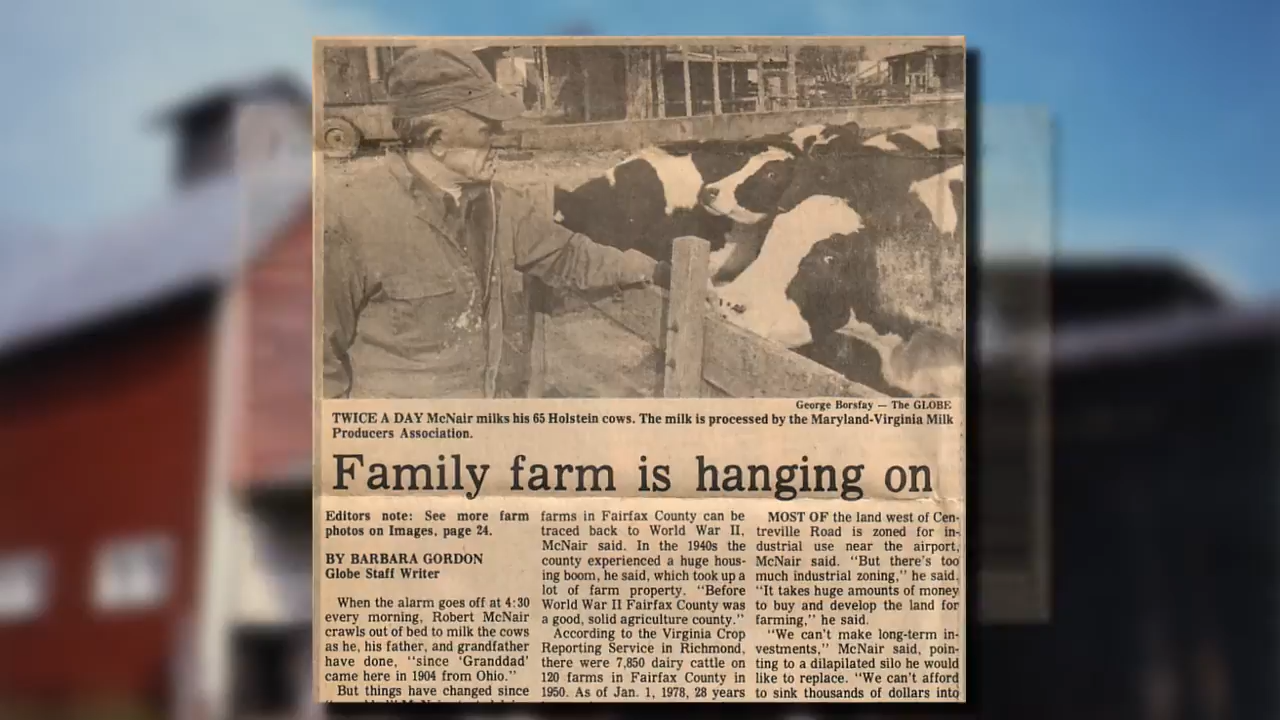 George Borsfay — The GLOBE
TWICE A DAY McNair milks his 65 Holstein cows. The milk is processed by the Maryland-Virginia Milk
Producers Association.
Family farm is hanging on
Editors note: See more farm
photos on Images, page 24.
BY BARBARA GORDON
Globe Staff Writer
When the alarm goes off at 4:30
every morning, Robert McNair
crawls out of bed to milk the cows
as he, his father, and grandfather
have done, "since 'Granddad'
came here in 1904 from Ohio."
But things have changed since
farms in Fairfax County can be
traced back to World War II,
McNair said. In the 1940s the
county experienced a huge hous-
ing boom, he said, which took up a
lot of farm property. "Before
World War II Fairfax County was
a good, solid agriculture county."
According to the Virginia Crop
Reporting Service in Richmond,
there were 7,850 dairy cattle on
120 farms in Fairfax County in
1950. As of Jan. 1, 1978, 28 years
MOST OF the land west of Cen-
treville Road is zoned for in-
dustrial use near the airport,
McNair said. "But there's too
much industrial zoning," he said.
"It takes huge amounts of money
to buy and develop the land for
farming," he said.
"We can't make long-term in-
vestments," McNair said, poin-
ting to a dilapilated silo he would
like to replace. "We can't afford
to sink thousands of dollars into